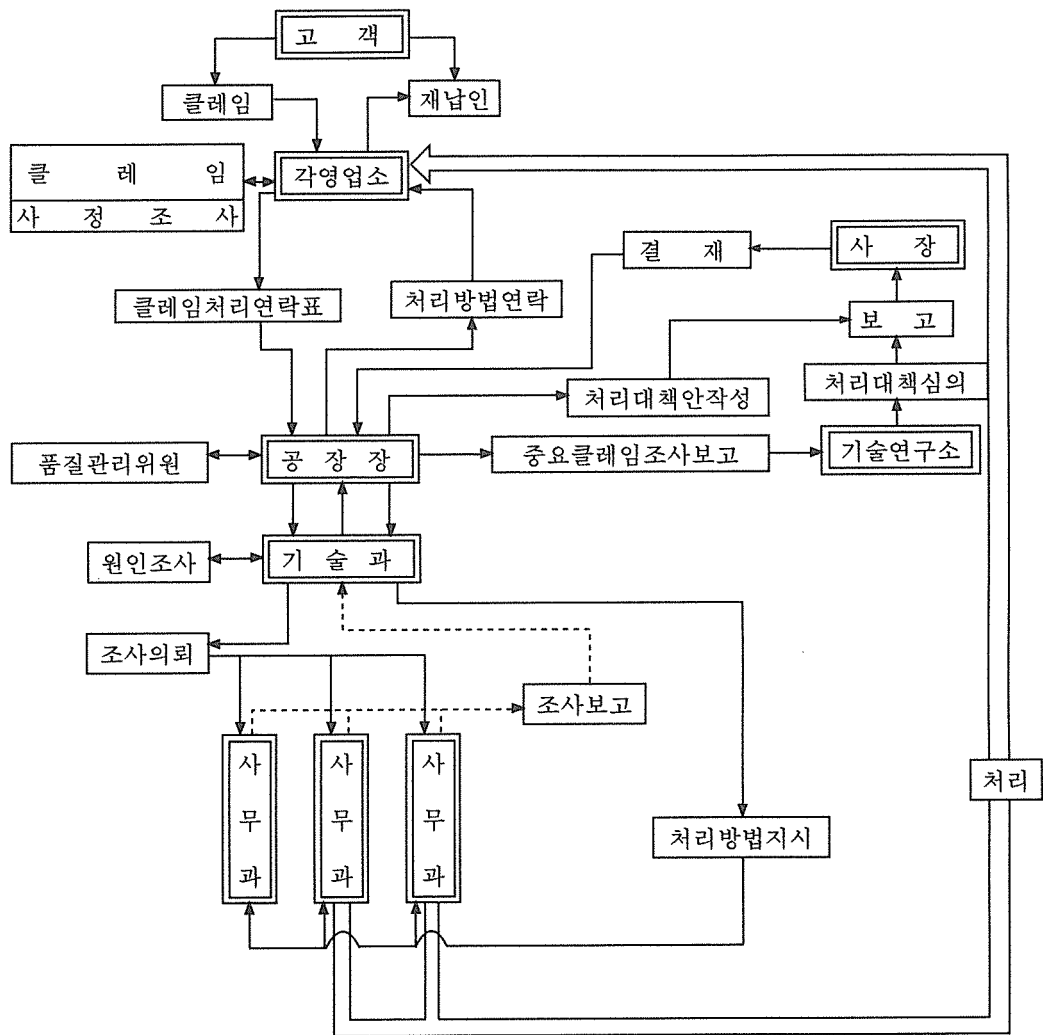 고 객
클레임
재납인
클 레 임
사 정 조 사
각영업소
결 재
사 장
클레임처리연락표
처리방법연락
보 고
처리대책안작성
처리대책심의
품질관리위원
공 장 장
중요클레임조사보고
기술연구소
원인조사
기 술 과
조사의뢰
조사보고
사 무 과
사 무 과
사 무 과
처리
처리방법지시